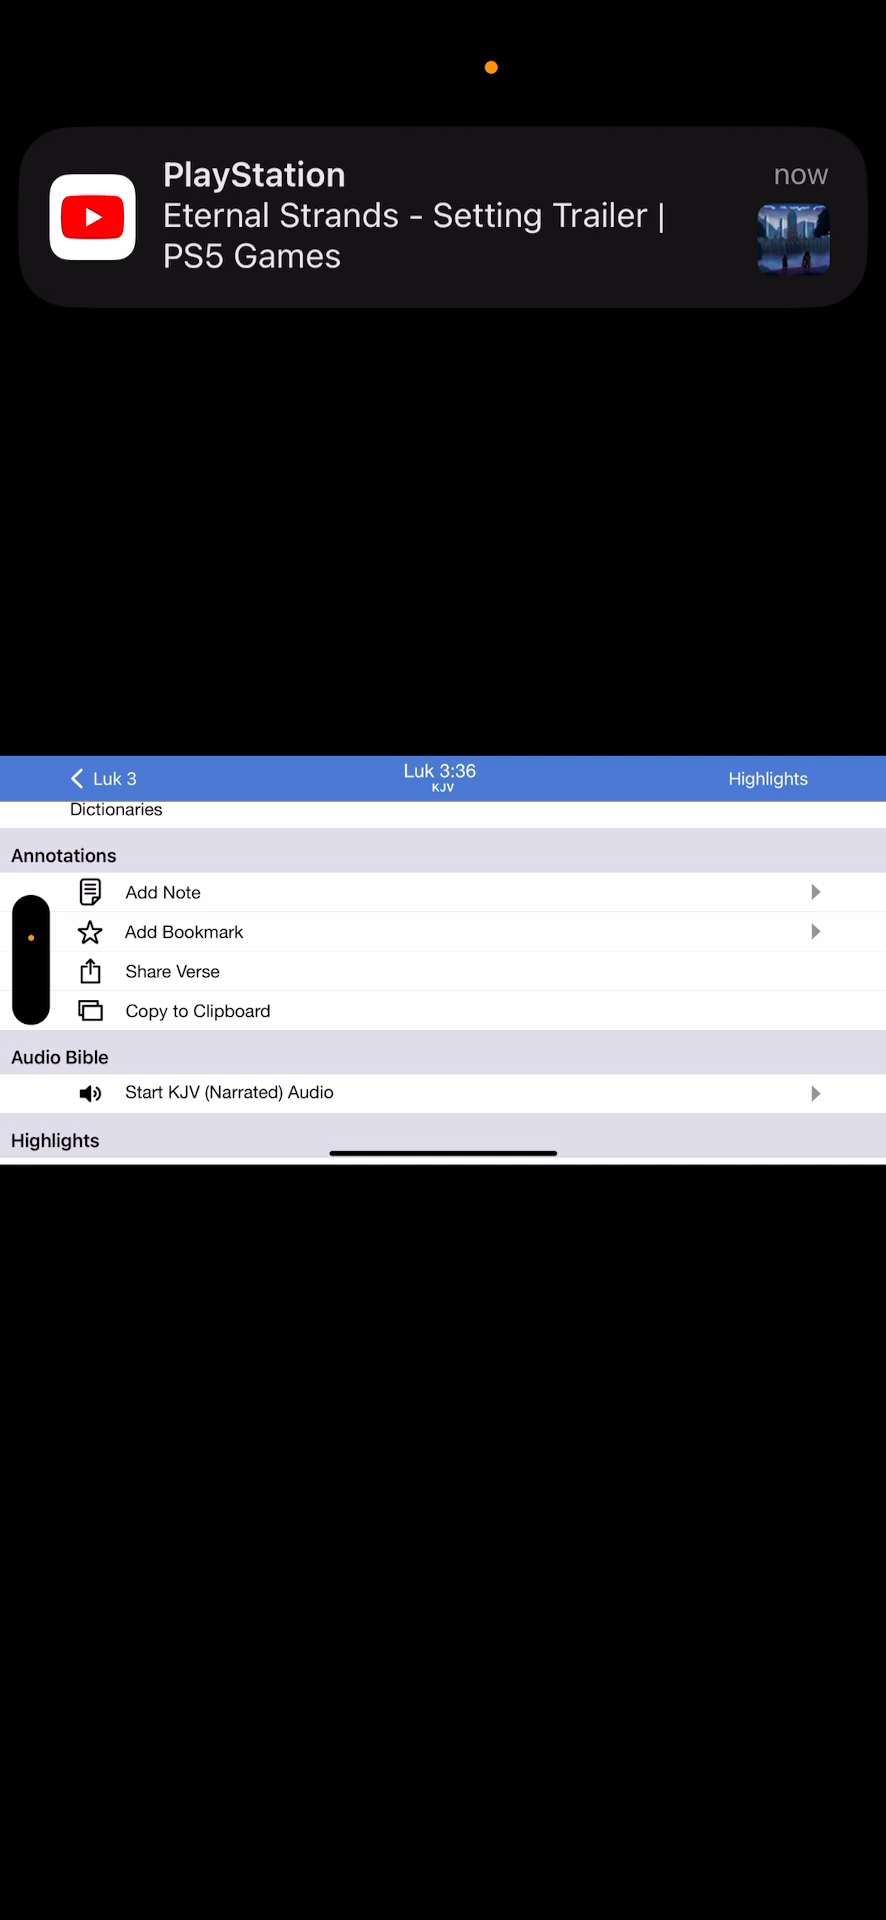 PlayStation
now
Eternal Strands - Setting Trailer |
PS5 Games
Luk 3
Luk 3:36
KJV
Highlights
Dictionaries
Annotations
Add Note
Add Bookmark
Share Verse
Copy to Clipboard
Audio Bible
Start KJV (Narrated) Audio
Highlights